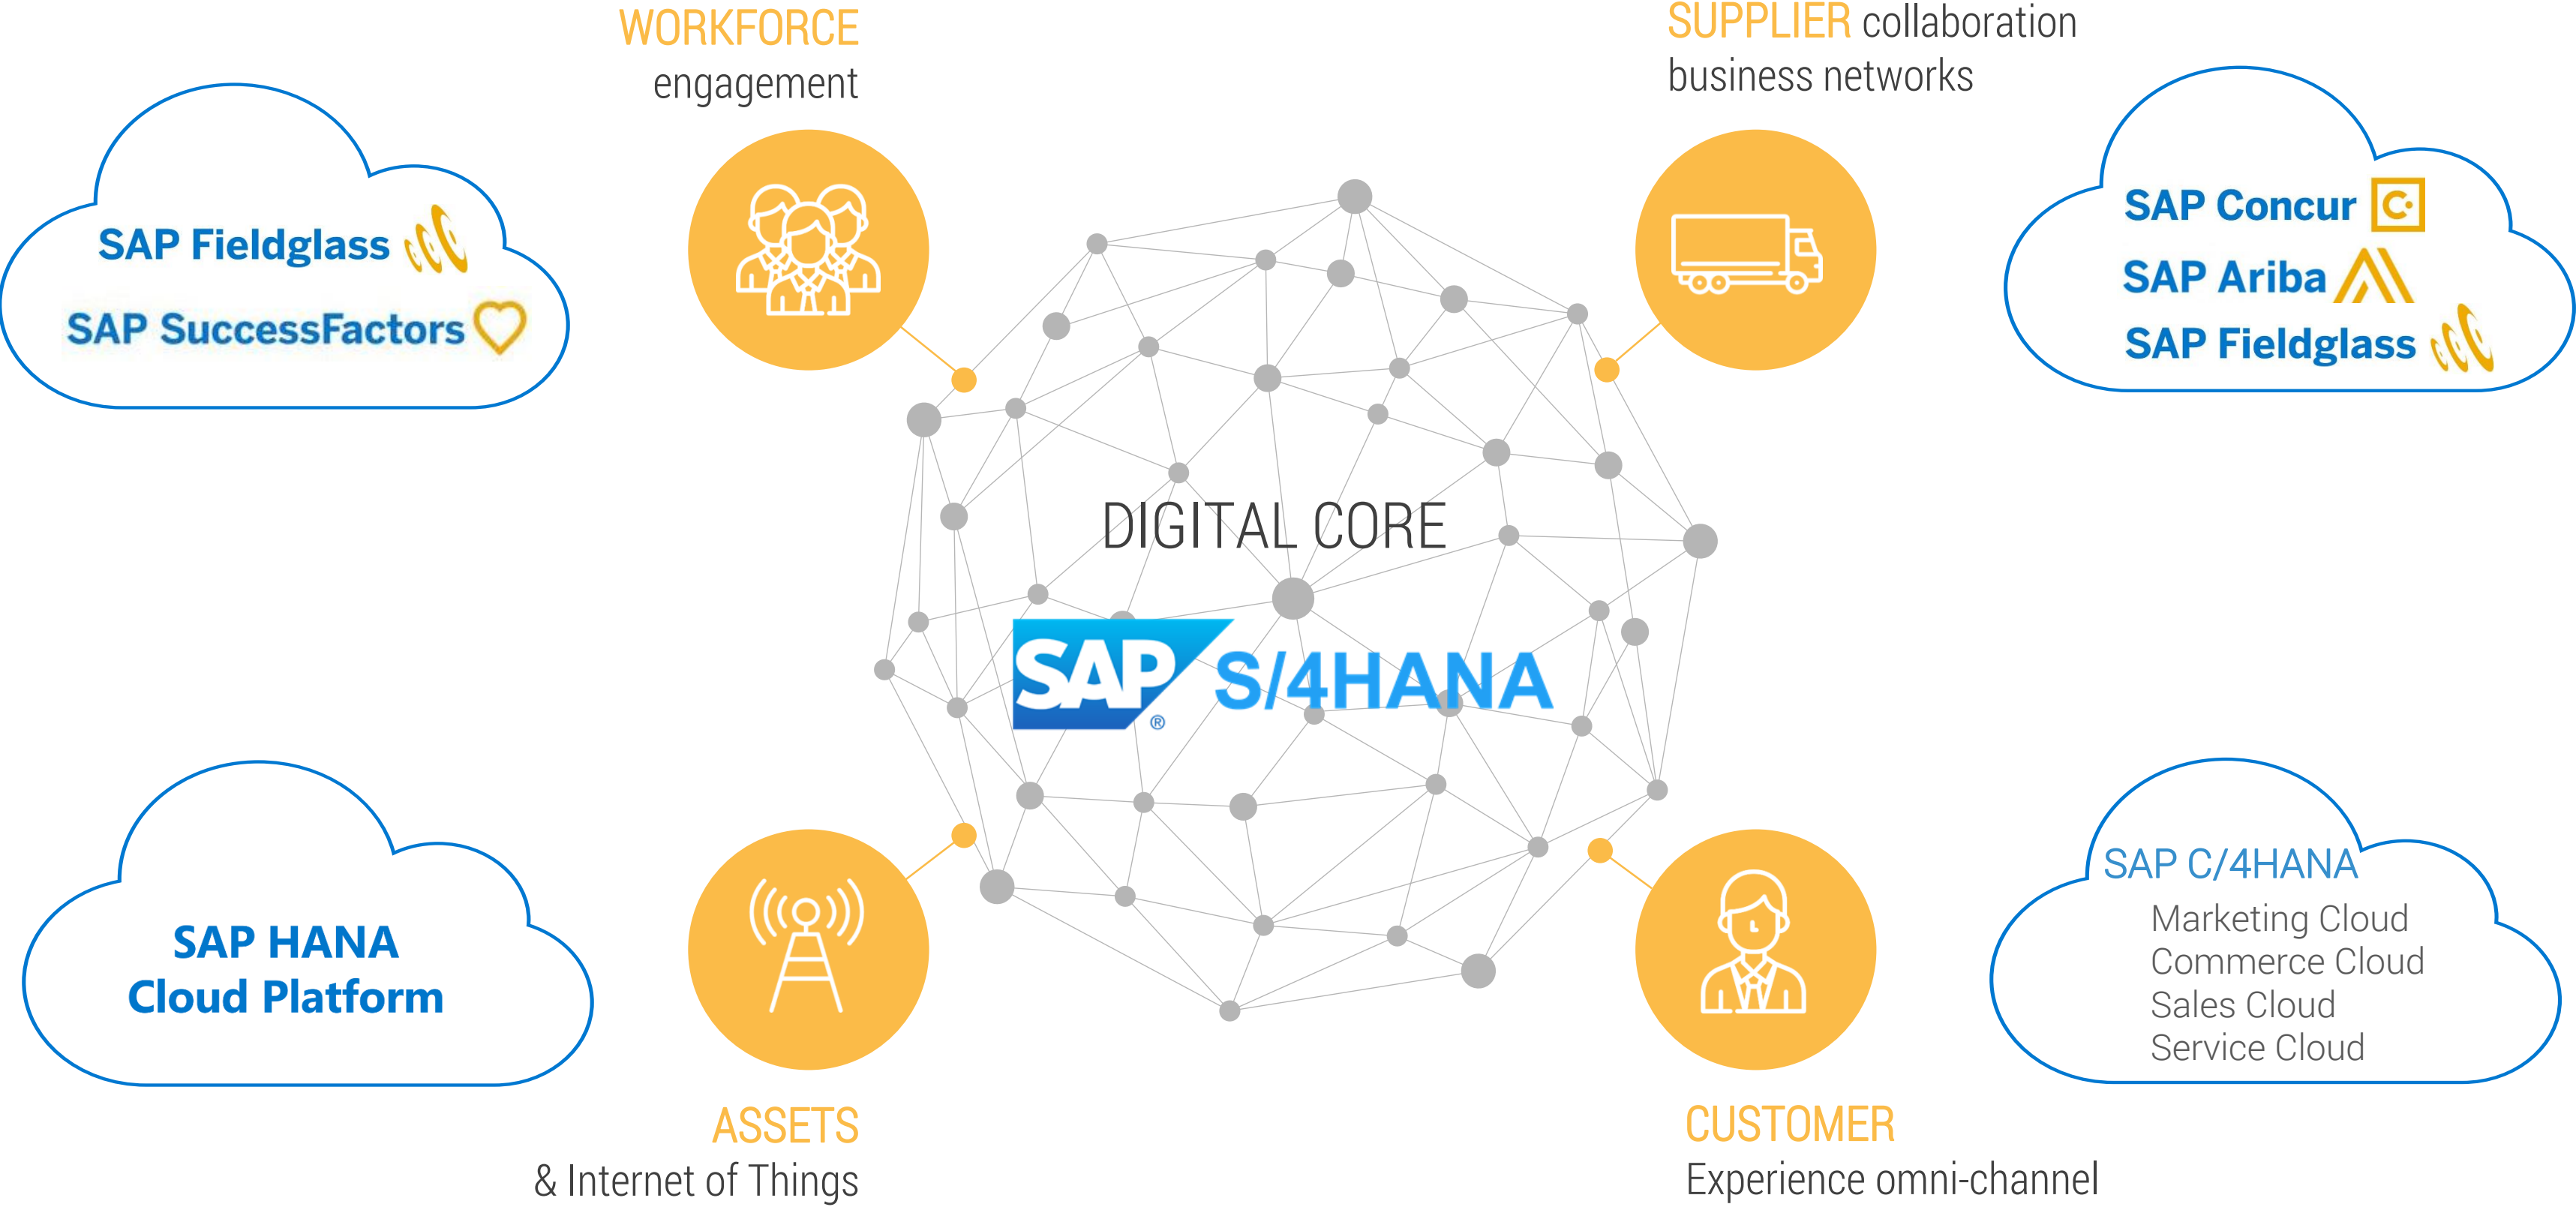 WORKFORCE
engagement
SUPPLIER collaboration
business networks
SAP Fieldglass
SAP SuccessFactors
SAP Concur C.
SAP Ariba
SAP Fieldglass
DIGITAL CORE
SAP ® S/4HANA
SAP HANA
Cloud Platform
SAP C/4HANA
Marketing Cloud
Commerce Cloud
Sales Cloud
Service Cloud
ASSETS
& Internet of Things
CUSTOMER
Experience omni-channel